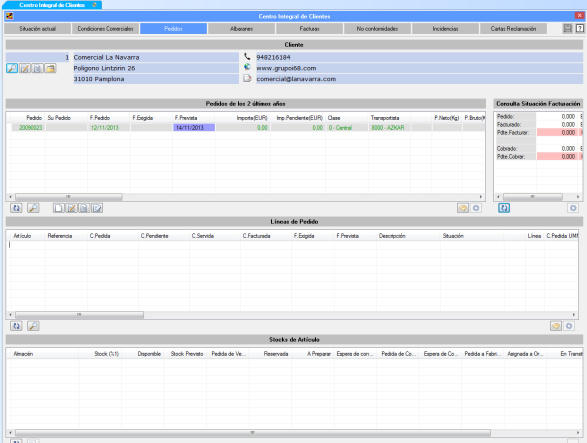 Centro Integral de Clientes
Centro Integral de Clientes
Situación actual Condiciones Comerciales Pedidos Albaranes Facturas No conformidades Incidencias Cartas Reclamación
Cliente
1 Comercial La Navarra 948216184
Poligono Lintzirin 26 www.grupoi68.com
31010 Pamplona comercial@lanavarra.com
Pedidos de los 2 últimos años
Pedido Su Pedido F.Pedido F.Exigida F.Prevista Importe(EUR) Imp.Pendiente(EUR) Clase Transportista P.Neto(Kg) P.Bruto(K
20090023 12/11/2013 14/11/2013 0.00 0.00 0 - Central 8000 - AZKAR
Consulta Situación Facturación
Pedido: 0.000 E
Facturado: 0.000 E
Pdte.Facturar: 0.000
Cobrado: 0.000 E
Pdte.Cobrar: 0.000
Líneas de Pedido
Artículo Referencia C.Pedida C.Pendiente C.Servida C.Facturada F.Exigida F.Prevista Descripción Situación Línea C.Pedida UM
Stocks de Artículo
Almacén Stock (%1) Disponible Stock Previsto Pedida de Ve... Reservada A Preparar Espera de con... Pedida de Co... Espera de Co... Pedida a Fabri... Asignada a Or... En Transit